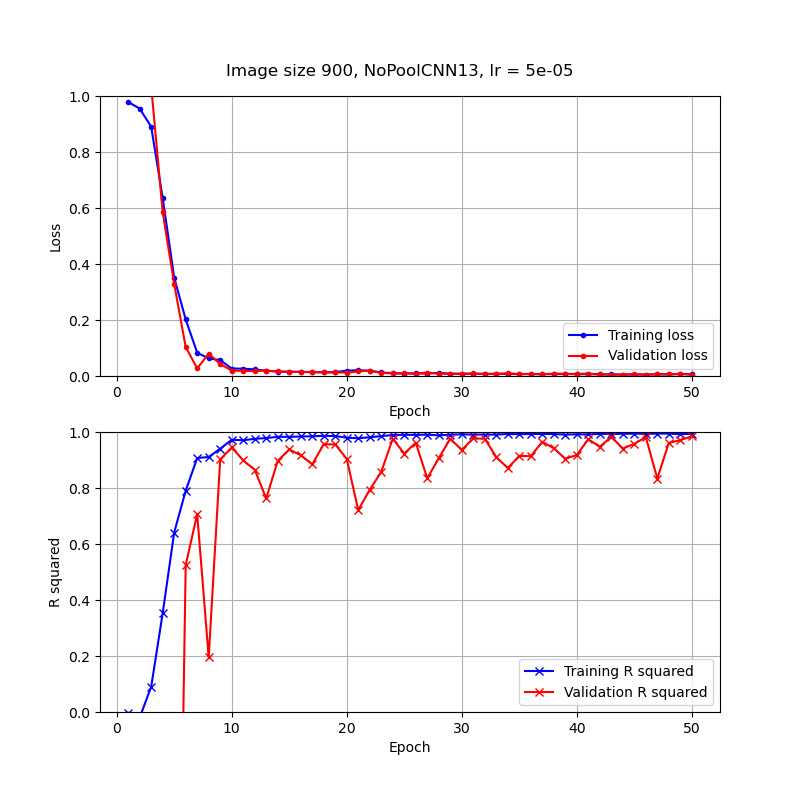 Image size 900, NoPoolCNN13, lr = 5e-05
1.0
0.8
0.6
0.4
0.2
0.0
Loss
Training loss
Validation loss
0 10 20 30 40 50
Epoch
1.0
0.8
0.6
0.4
0.2
0.0
R squared
Training R squared
Validation R squared
0 10 20 30 40 50
Epoch